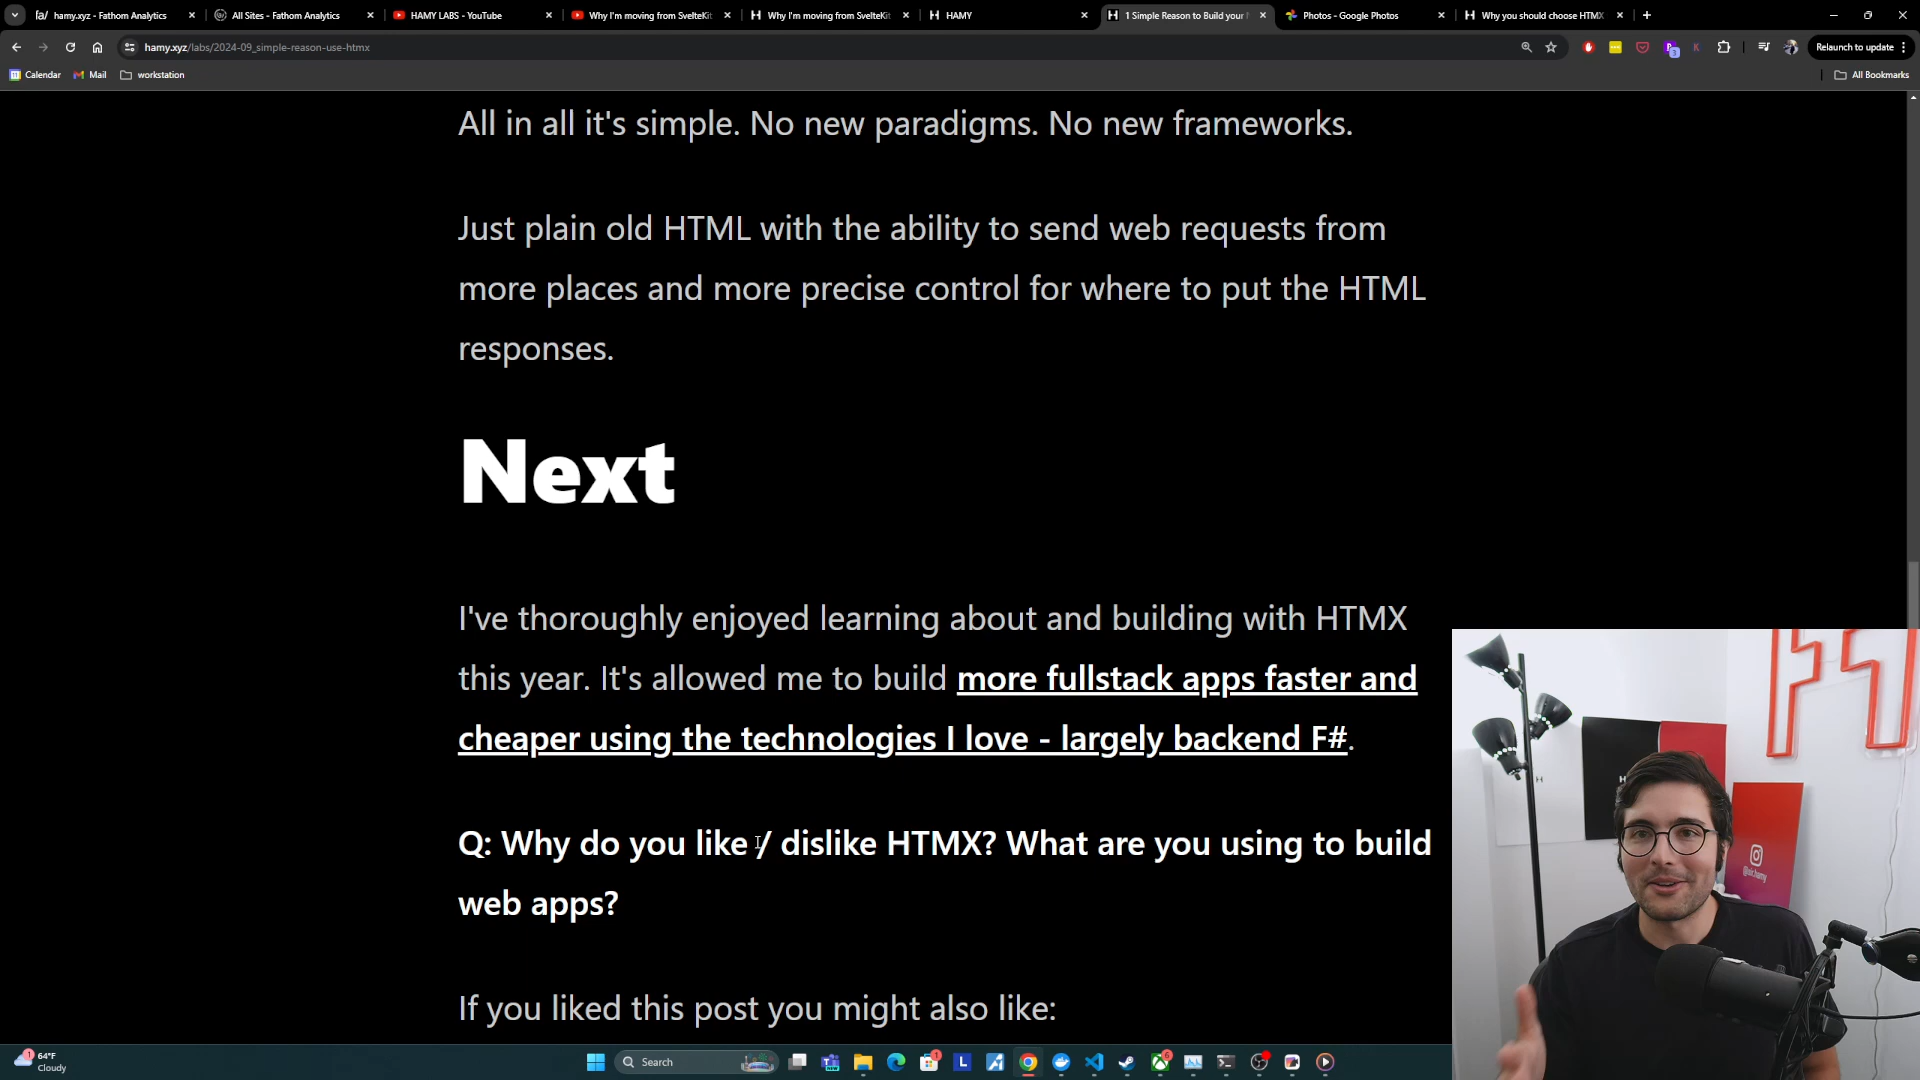 hamy.xyz - Fathom Analytics
All Sites - Fathom Analytics
HAMY LABS - YouTube
Why I'm moving from SvelteKit
Why I'm moving from SvelteKit
HAMY
1 Simple Reason to Build your
Photos - Google Photos
Why you should choose HTMX
hamy.xyz/labs/2024-09_simple-reason-use-htmx
Relaunch to update
Calendar
Mail
workstation
All Bookmarks
All in all it's simple. No new paradigms. No new frameworks.
Just plain old HTML with the ability to send web requests from
more places and more precise control for where to put the HTML
responses.
Next
I've thoroughly enjoyed learning about and building with HTMX
this year. It's allowed me to build more fullstack apps faster and
cheaper using the technologies I love - largely backend F#.
Q: Why do you like / dislike HTMX? What are you using to build
web apps?
If you liked this post you might also like:
@sir.hamy
64°F
Cloudy
Search